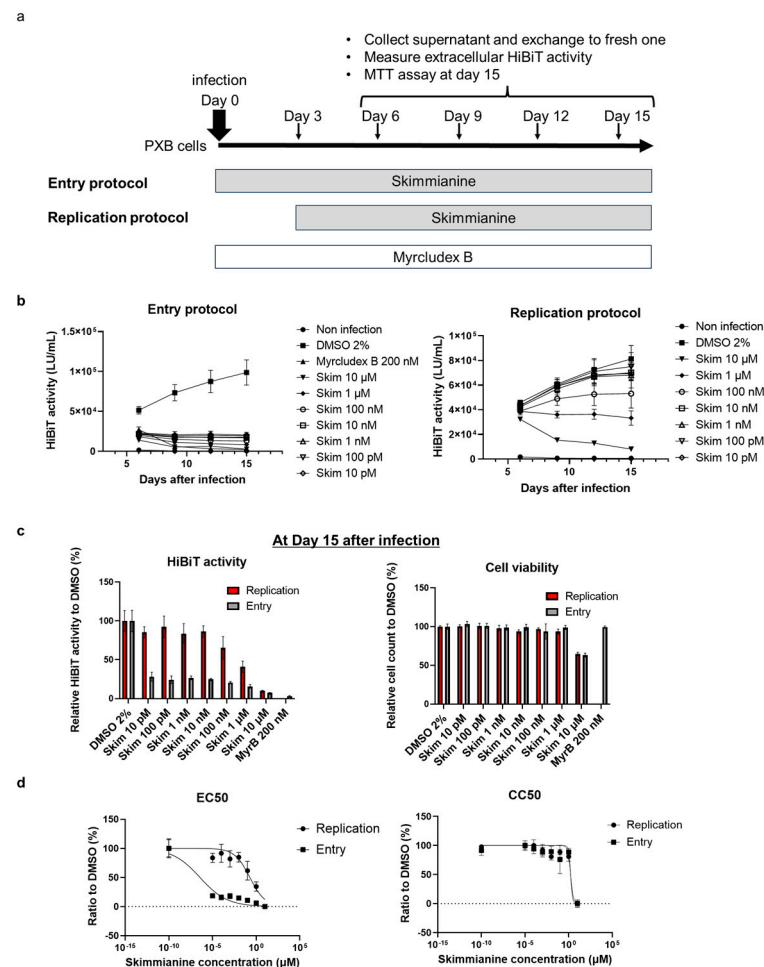 a
• Collect supernatant and exchange to fresh one
• Measure extracellular HiBiT activity
• MTT assay at day 15
infection
Day 0
Day 3
Day 6
Day 9
Day 12
Day 15
PXB cells
Entry protocol
Skimmianine
Replication protocol
Skimmianine
Myrcludex B
b
Entry protocol
HiBiT activity (LU/mL)
1.5×10⁵
1×10⁵
5×10⁴
0
5
10
15
Days after infection
Non infection
DMSO 2%
Myrcludex B 200 nM
Skim 10 μM
Skim 1 μM
Skim 100 nM
Skim 10 nM
Skim 1 nM
Skim 100 pM
Skim 10 pM
Replication protocol
HiBiT activity (LU/mL)
1×10⁵
8×10⁴
6×10⁴
4×10⁴
2×10⁴
0
5
10
15
Days after infection
Non infection
DMSO 2%
Skim 10 μM
Skim 1 μM
Skim 100 nM
Skim 10 nM
Skim 1 nM
Skim 100 pM
Skim 10 pM
c
At Day 15 after infection
HiBiT activity
Relative HiBiT activity to DMSO (%)
150
100
50
0
Replication
Entry
DMSO 2%
Skim 10 pM
Skim 100 pM
Skim 1 nM
Skim 10 nM
Skim 100 nM
Skim 1 μM
Skim 10 μM
MyrB 200 nM
Cell viability
Relative cell count to DMSO (%)
150
100
50
0
Replication
Entry
DMSO 2%
Skim 10 pM
Skim 100 pM
Skim 1 nM
Skim 10 nM
Skim 100 nM
Skim 1 μM
Skim 10 μM
MyrB 200 nM
d
EC50
Ratio to DMSO (%)
150
100
50
0
-50
10⁻¹⁵
10⁻¹⁰
10⁻⁵
10⁰
10⁵
Skimmianine concentration (μM)
Replication
Entry
CC50
Ratio to DMSO (%)
150
100
50
0
-50
10⁻¹⁵
10⁻¹⁰
10⁻⁵
10⁰
10⁵
Skimmianine concentration (μM)
Replication
Entry